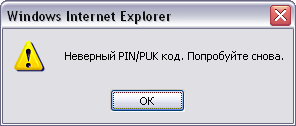 Windows Internet Explorer
Неверный PIN/PUK код. Попробуйте снова.
OK